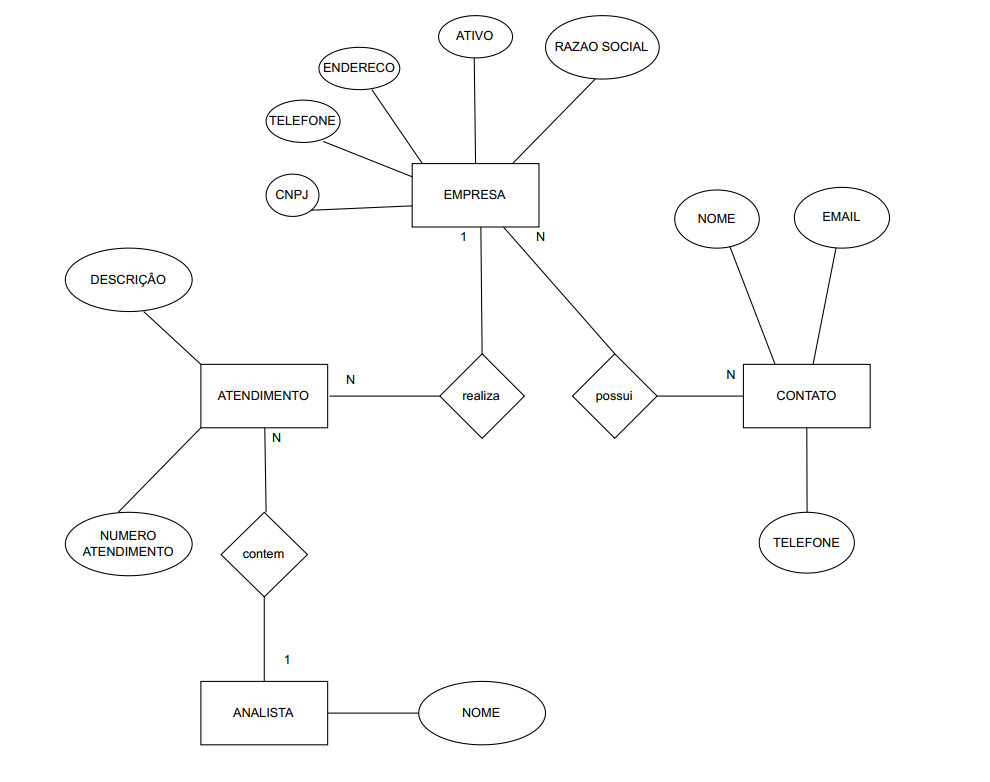 ATIVO
RAZAO SOCIAL
ENDERECO
TELEFONE
CNPJ
EMPRESA
NOME
EMAIL
1
N
DESCRIÇÂO
N
N
ATENDIMENTO
realiza
possui
CONTATO
N
NUMERO
ATENDIMENTO
contem
TELEFONE
1
ANALISTA
NOME